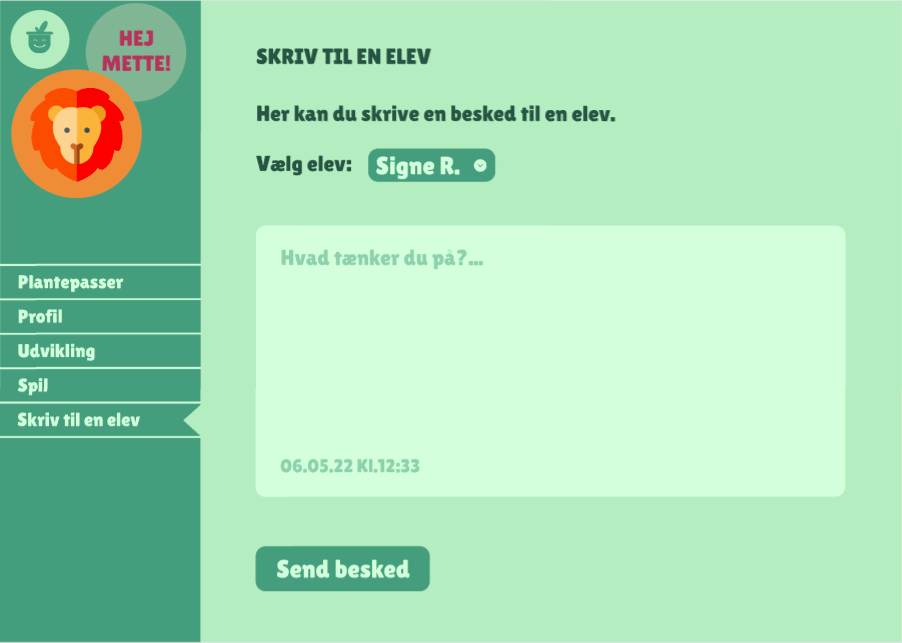 HEJ
METTE!
Plantepasser
Profil
Udvikling
Spil
Skriv til en elev
SKRIV TIL EN ELEV
Her kan du skrive en besked til en elev.
Vælg elev: Signe R.
Hvad tænker du på?...
06.05.22 Kl.12:33
Send besked